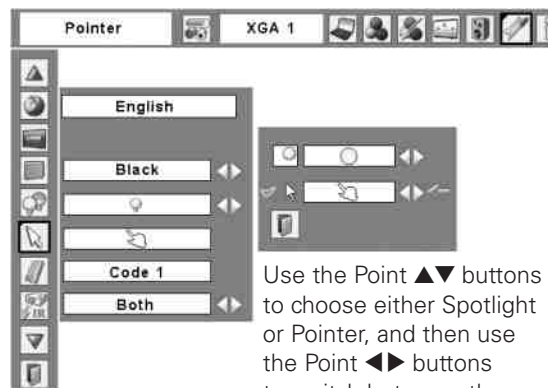 Pointer
XGA 1
English
Black
Code 1
Both
Use the Point ▲▼ buttons
to choose either Spotlight
or Pointer, and then use
the Point ◀▶ buttons